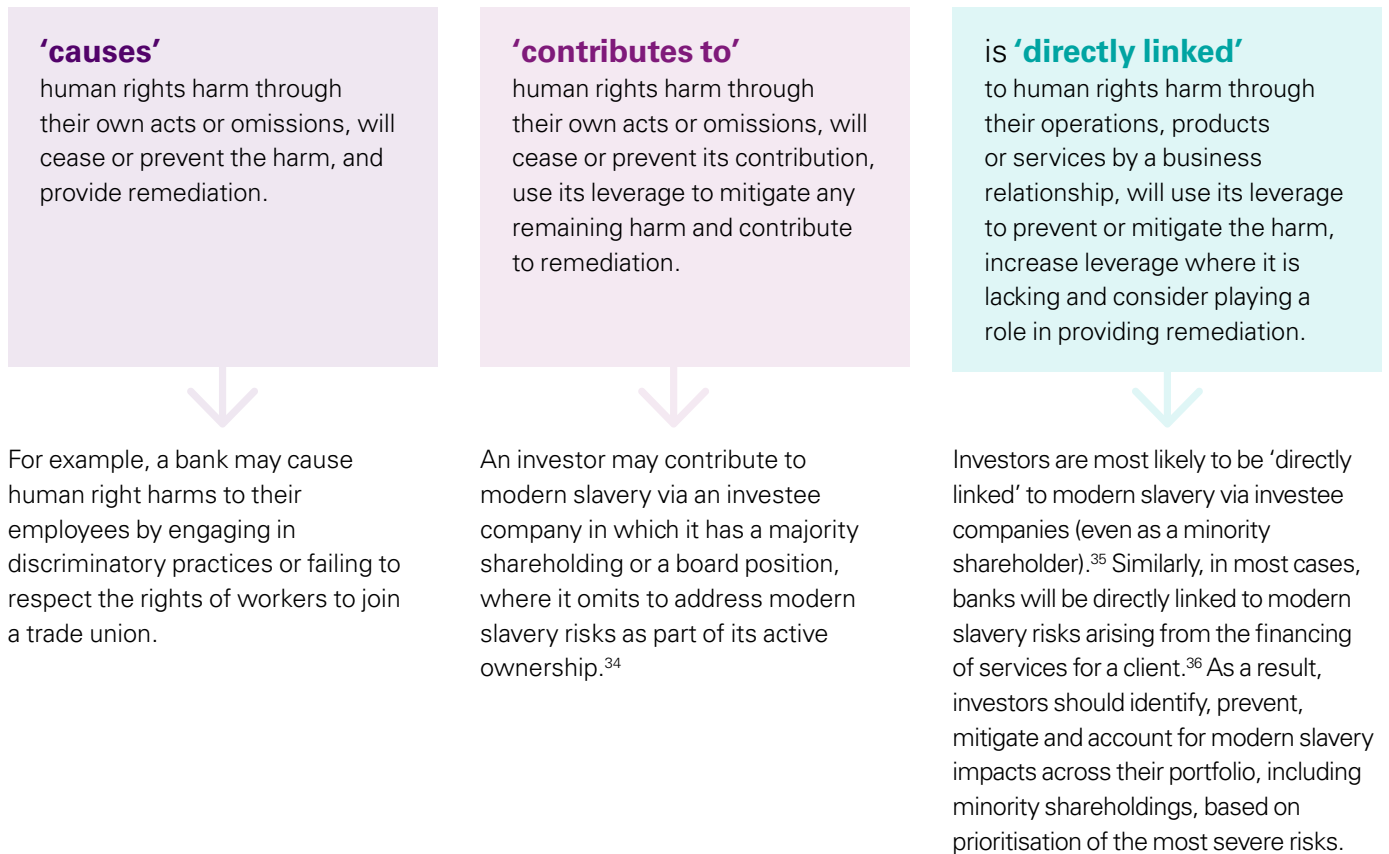 ‘causes’
human rights harm through
their own acts or omissions, will
cease or prevent the harm, and
provide remediation.
For example, a bank may cause
human right harms to their
employees by engaging in
discriminatory practices or failing to
respect the rights of workers to join
a trade union.
‘contributes to’
human rights harm through
their own acts or omissions, will
cease or prevent its contribution,
use its leverage to mitigate any
remaining harm and contribute
to remediation.
An investor may contribute to
modern slavery via an investee
company in which it has a majority
shareholding or a board position,
where it omits to address modern
slavery risks as part of its active
ownership.34
is ‘directly linked’
to human rights harm through
their operations, products
or services by a business
relationship, will use its leverage
to prevent or mitigate the harm,
increase leverage where it is
lacking and consider playing a
role in providing remediation.
Investors are most likely to be ‘directly
linked’ to modern slavery via investee
companies (even as a minority
shareholder).35 Similarly, in most cases,
banks will be directly linked to modern
slavery risks arising from the financing
of services for a client.36 As a result,
investors should identify, prevent,
mitigate and account for modern slavery
impacts across their portfolio, including
minority shareholdings, based on
prioritisation of the most severe risks.